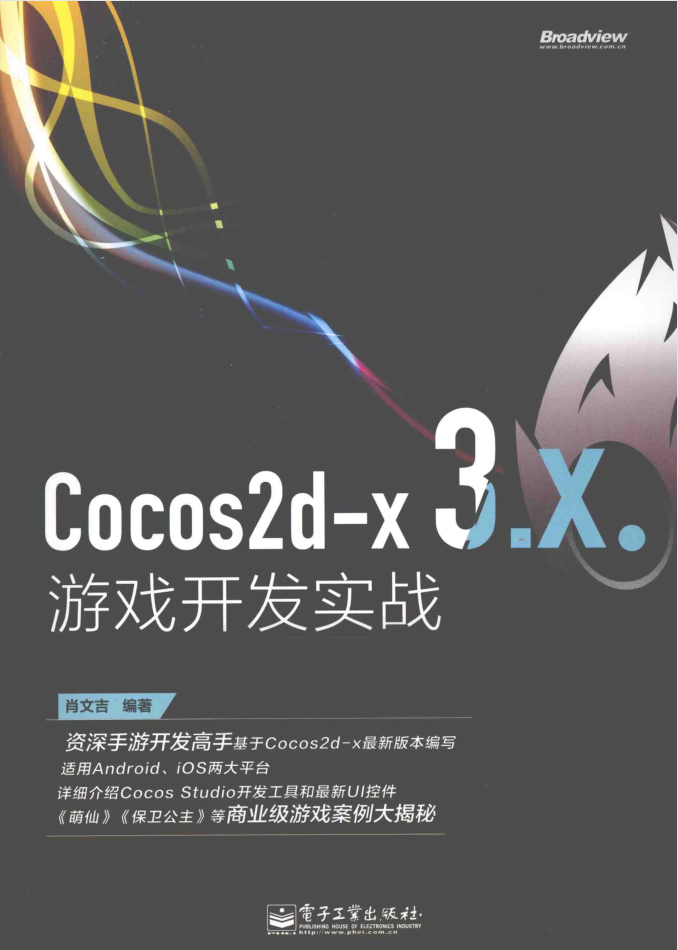 Broadview
www.broadview.com.cn
Cocos2d-x 3.x.
游戏开发实战
肖文吉 编著
资深手游开发高手基于Cocos2d-x最新版本编写
适用Android、iOS两大平台
详细介绍Cocos Studio开发工具和最新UI控件
《萌仙》《保卫公主》等商业级游戏案例大揭秘
電子工業出版社·
PUBLISHING HOUSE OF ELECTRONICS INDUSTRY
http://www.phei.com.cn